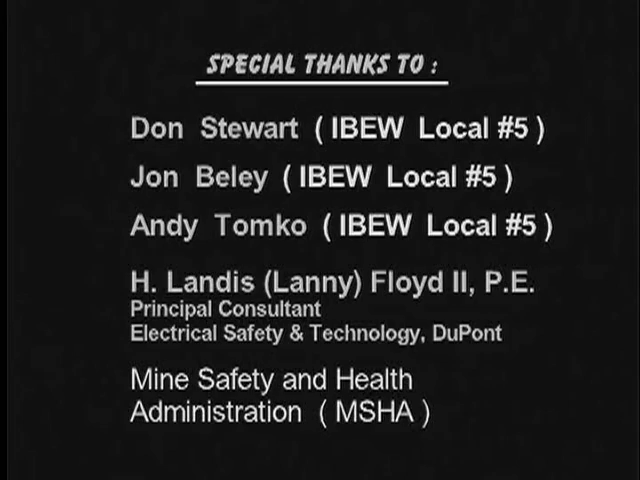 SPECIAL THANKS TO :
Don Stewart ( IBEW Local #5 )
Jon Beley ( IBEW Local #5 )
Andy Tomko ( IBEW Local #5 )
H. Landis (Lanny) Floyd II, P.E.
Principal Consultant
Electrical Safety & Technology, DuPont
Mine Safety and Health
Administration ( MSHA )